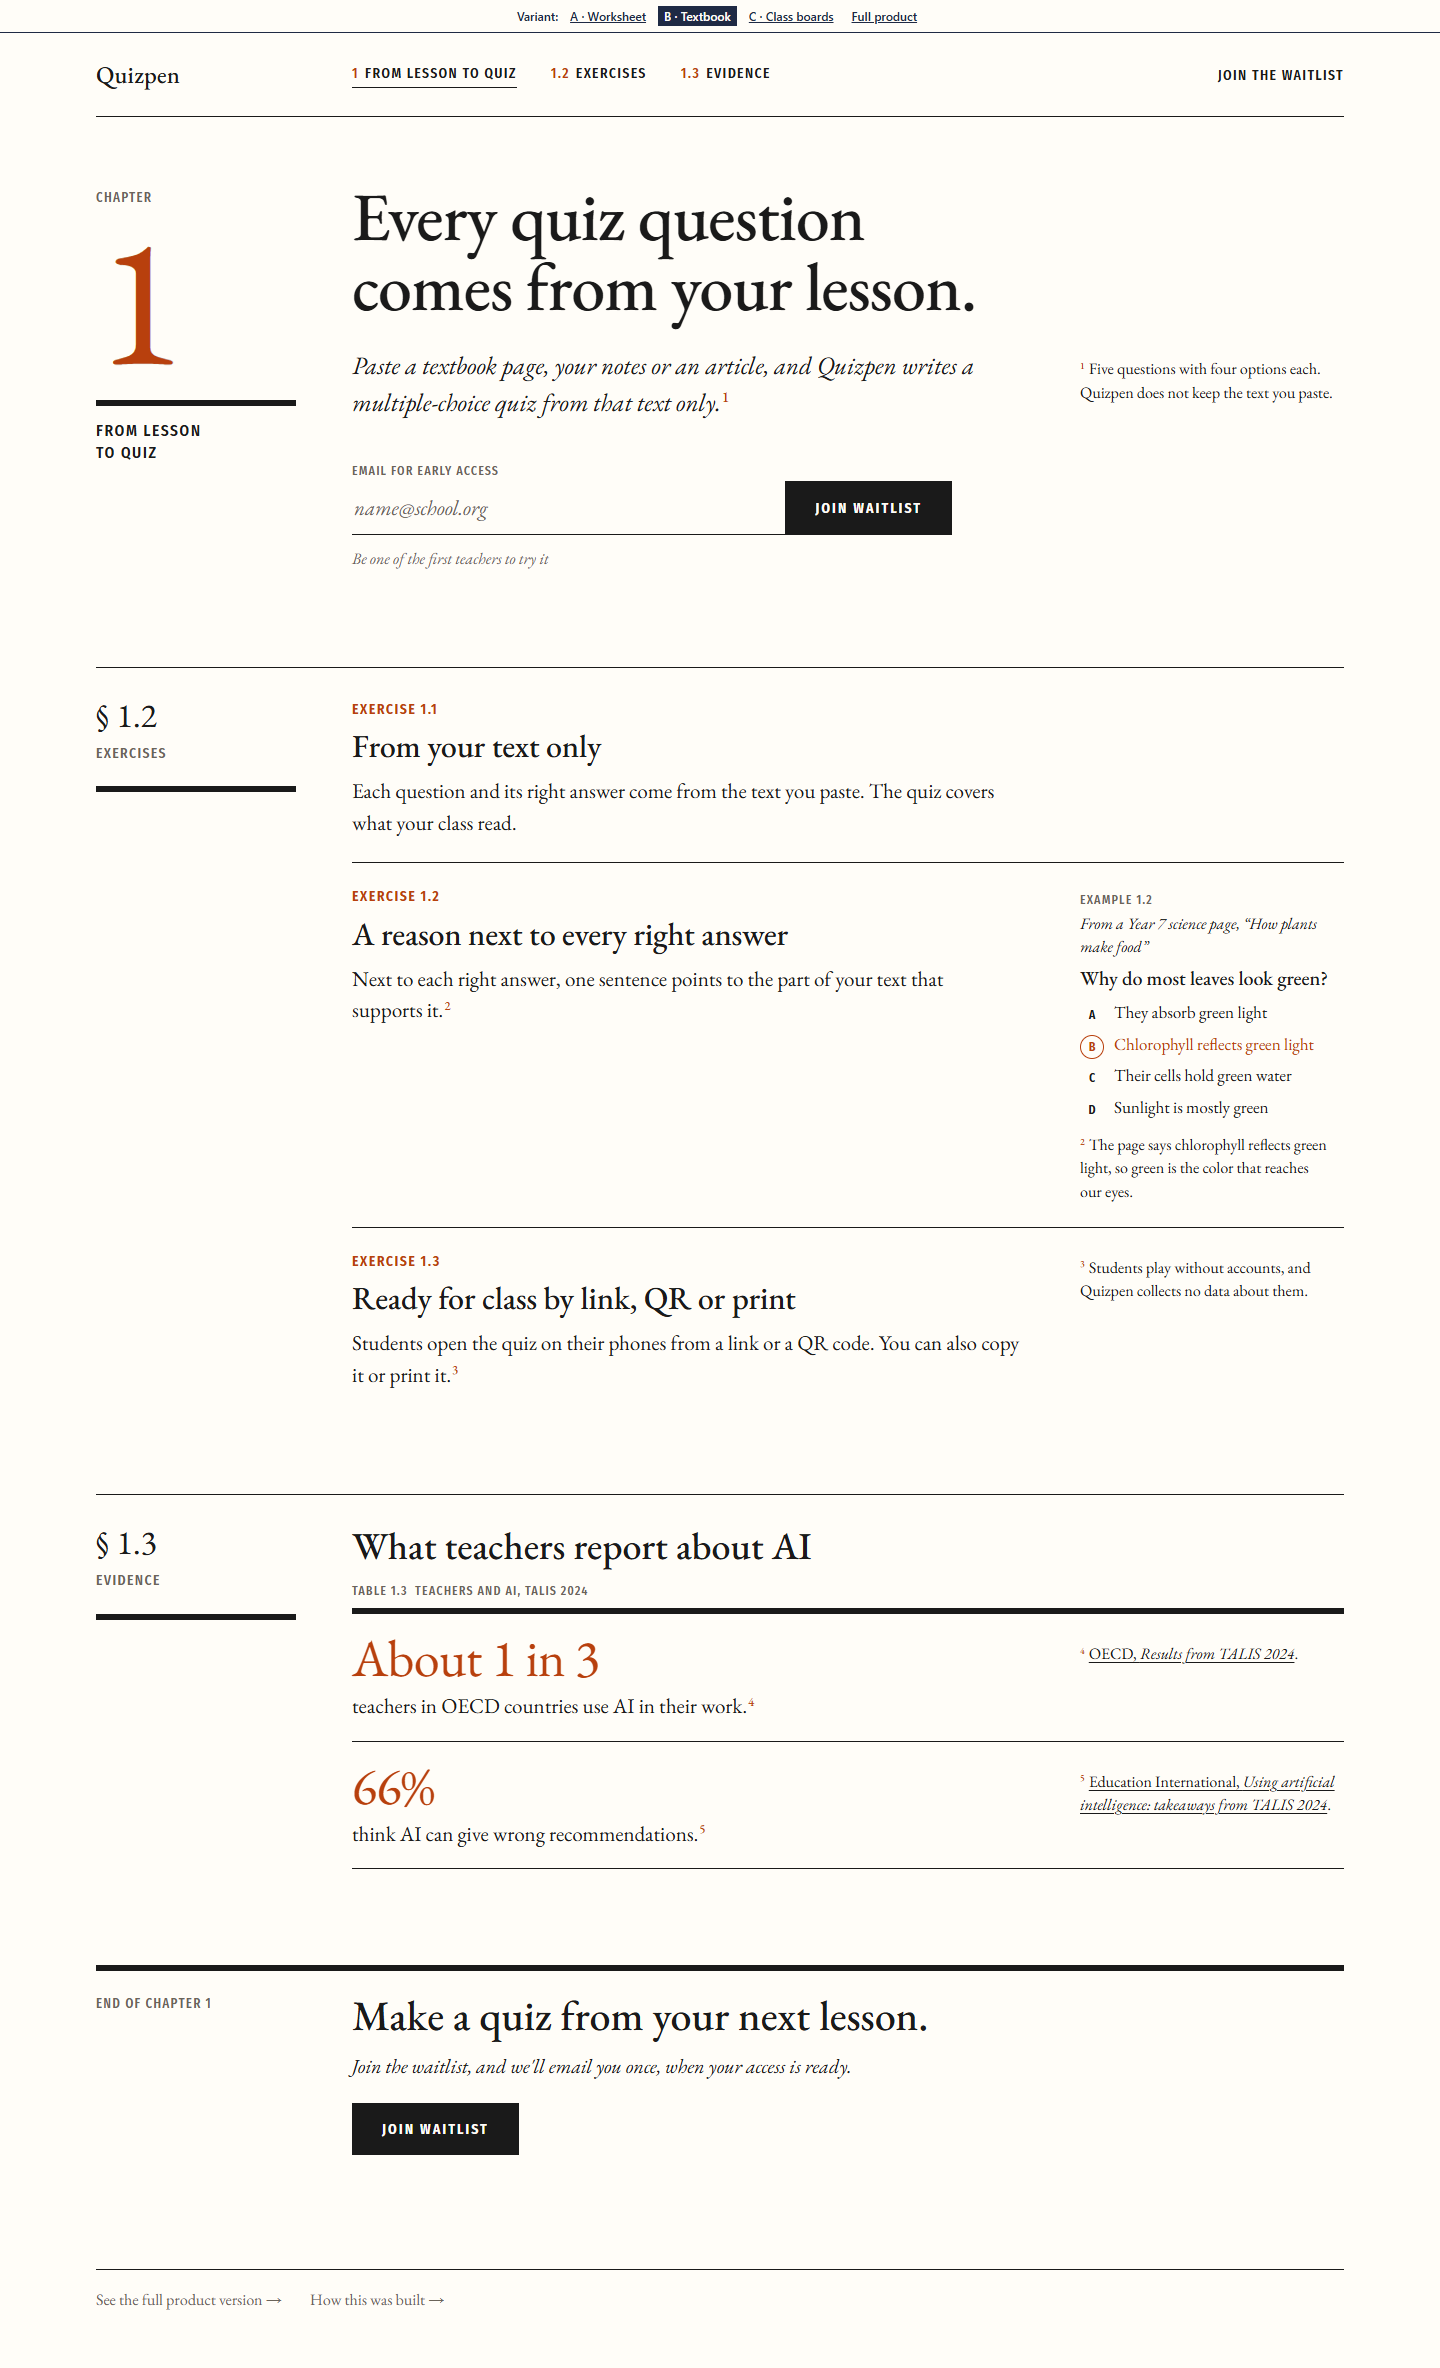 Variant: A · Worksheet B · Textbook C · Class boards Full product
Quizpen
1 FROM LESSON TO QUIZ 1.2 EXERCISES 1.3 EVIDENCE
JOIN THE WAITLIST
CHAPTER
1
FROM LESSON
TO QUIZ
Every quiz question
comes from your lesson.
Paste a textbook page, your notes or an article, and Quizpen writes a
multiple-choice quiz from that text only.¹
¹ Five questions with four options each.
Quizpen does not keep the text you paste.
EMAIL FOR EARLY ACCESS
name@school.org
JOIN WAITLIST
Be one of the first teachers to try it
§ 1.2
EXERCISES
EXERCISE 1.1
From your text only
Each question and its right answer come from the text you paste. The quiz covers
what your class read.
EXERCISE 1.2
A reason next to every right answer
Next to each right answer, one sentence points to the part of your text that
supports it.²
EXAMPLE 1.2
From a Year 7 science page, “How plants
make food”
Why do most leaves look green?
A They absorb green light
B Chlorophyll reflects green light
C Their cells hold green water
D Sunlight is mostly green
² The page says chlorophyll reflects green
light, so green is the color that reaches
our eyes.
EXERCISE 1.3
Ready for class by link, QR or print
Students open the quiz on their phones from a link or a QR code. You can also copy
it or print it.³
³ Students play without accounts, and
Quizpen collects no data about them.
§ 1.3
EVIDENCE
What teachers report about AI
TABLE 1.3 TEACHERS AND AI, TALIS 2024
About 1 in 3
teachers in OECD countries use AI in their work.⁴
⁴ OECD, Results from TALIS 2024.
66%
think AI can give wrong recommendations.⁵
⁵ Education International, Using artificial
intelligence: takeaways from TALIS 2024.
END OF CHAPTER 1
Make a quiz from your next lesson.
Join the waitlist, and we'll email you once, when your access is ready.
JOIN WAITLIST
See the full product version → How this was built →